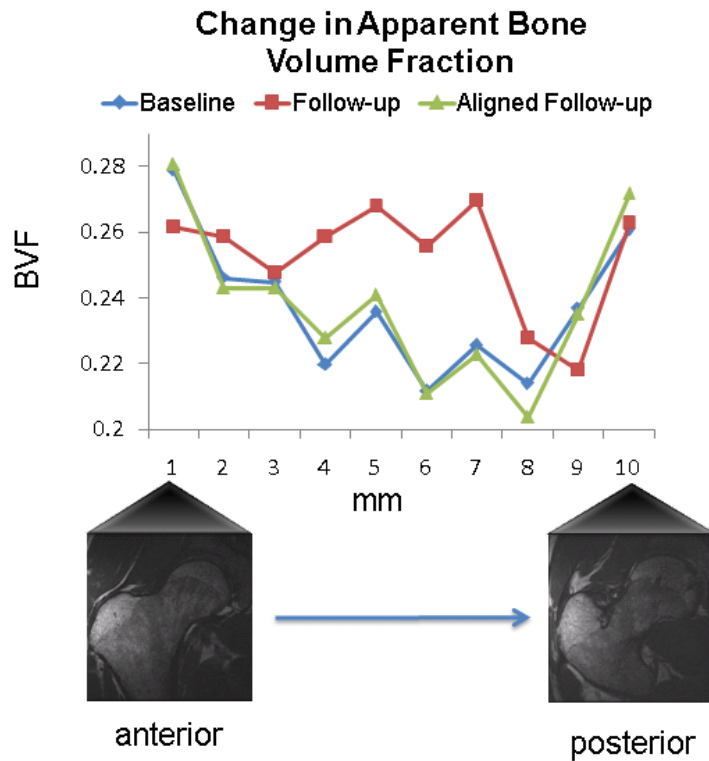 Change in Apparent Bone
Volume Fraction
Baseline Follow-up Aligned Follow-up
BVF
0.28
0.26
0.24
0.22
0.2
1 2 3 4 5 6 7 8 9 10
mm
anterior
posterior